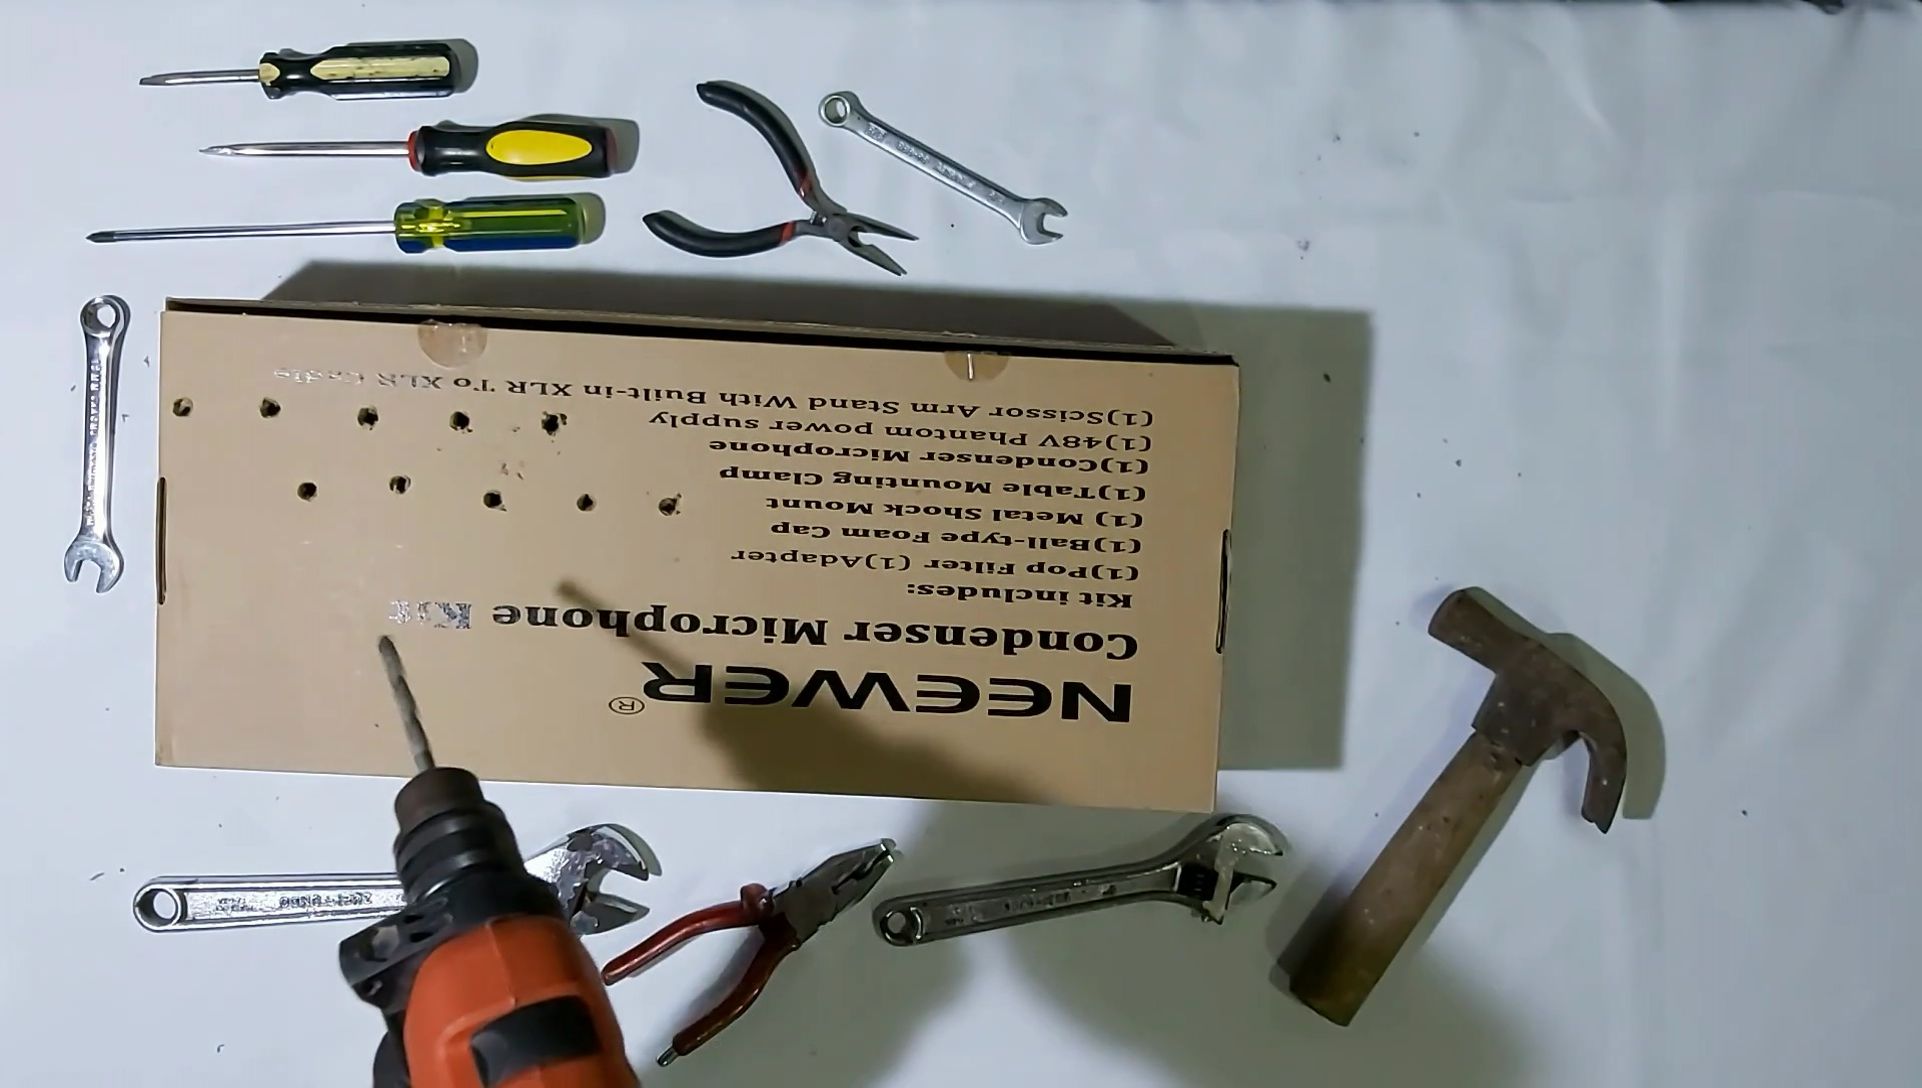 NEEWER®
Condenser Microphone Kit
Kit includes:
(1)Pop Filter (1)Adapter
(1)Ball-type Foam Cap
(1) Metal Shock Mount
(1)Table Mounting Clamp
(1)Condenser Microphone
(1)48V Phantom power supply
(1)Scissor Arm Stand With Built-in XLR To XLR Cable